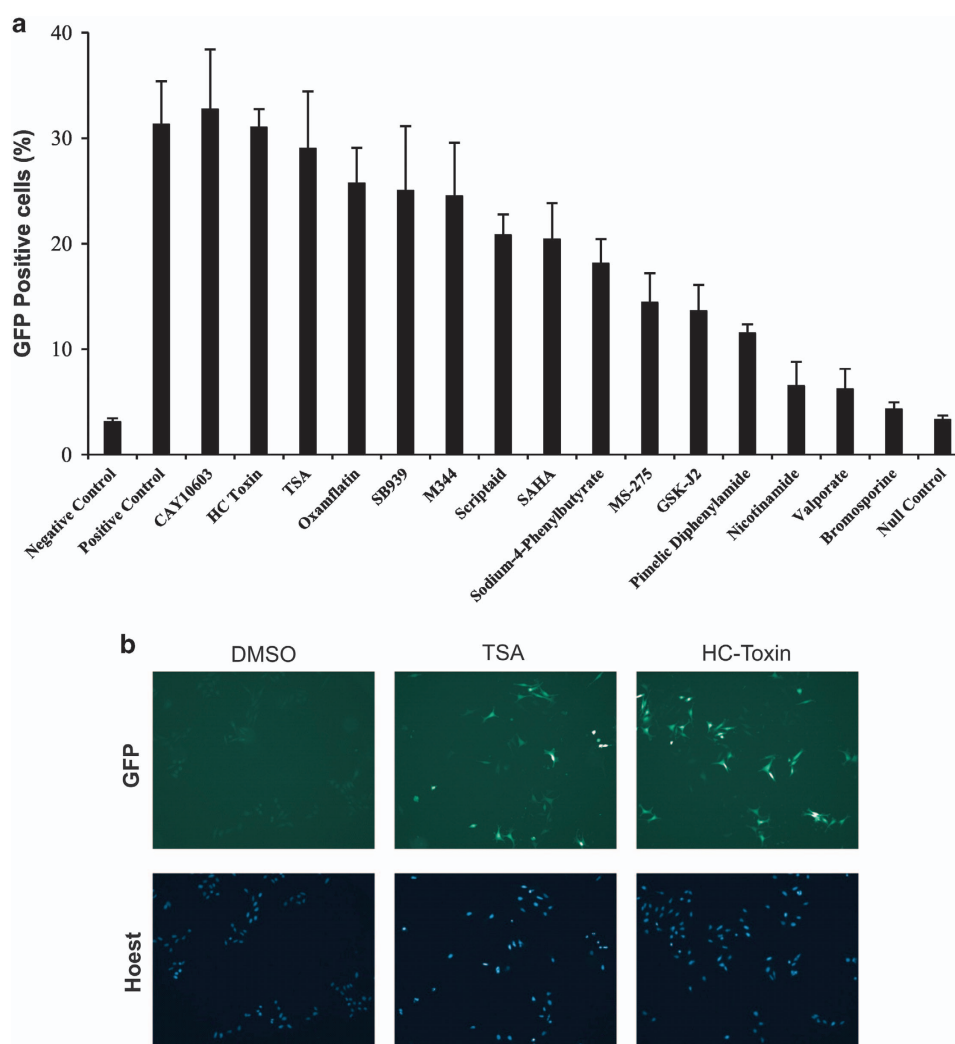 a
GFP Positive cells (%)
40
30
20
10
0
Negative Control
Positive Control
CAY10603
HC Toxin
TSA
Oxamflatin
SB939
M344
Scriptaid
SAHA
Sodium-4-Phenylbutyrate
MS-275
GSK-J2
Pimelic Diphenylamide
Nicotinamide
Valporate
Bromosporine
Null Control
b
DMSO
TSA
HC-Toxin
GFP
Hoest